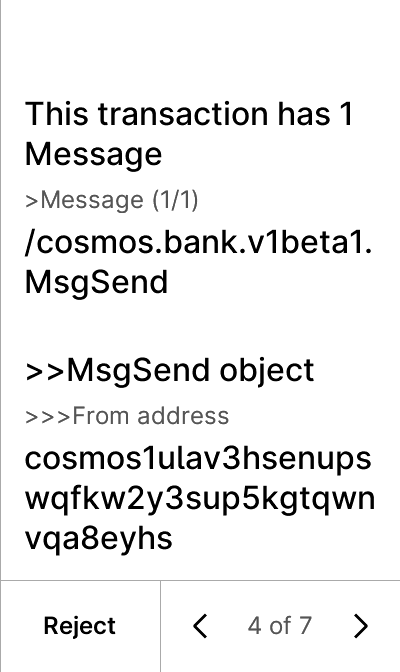 This transaction has 1
Message
>Message (1/1)
/cosmos.bank.v1beta1.
MsgSend
>>MsgSend object
>>>From address
cosmos1ulav3hsenups
wqfkw2y3sup5kgtqwn
vqa8eyhs
Reject
4 of 7